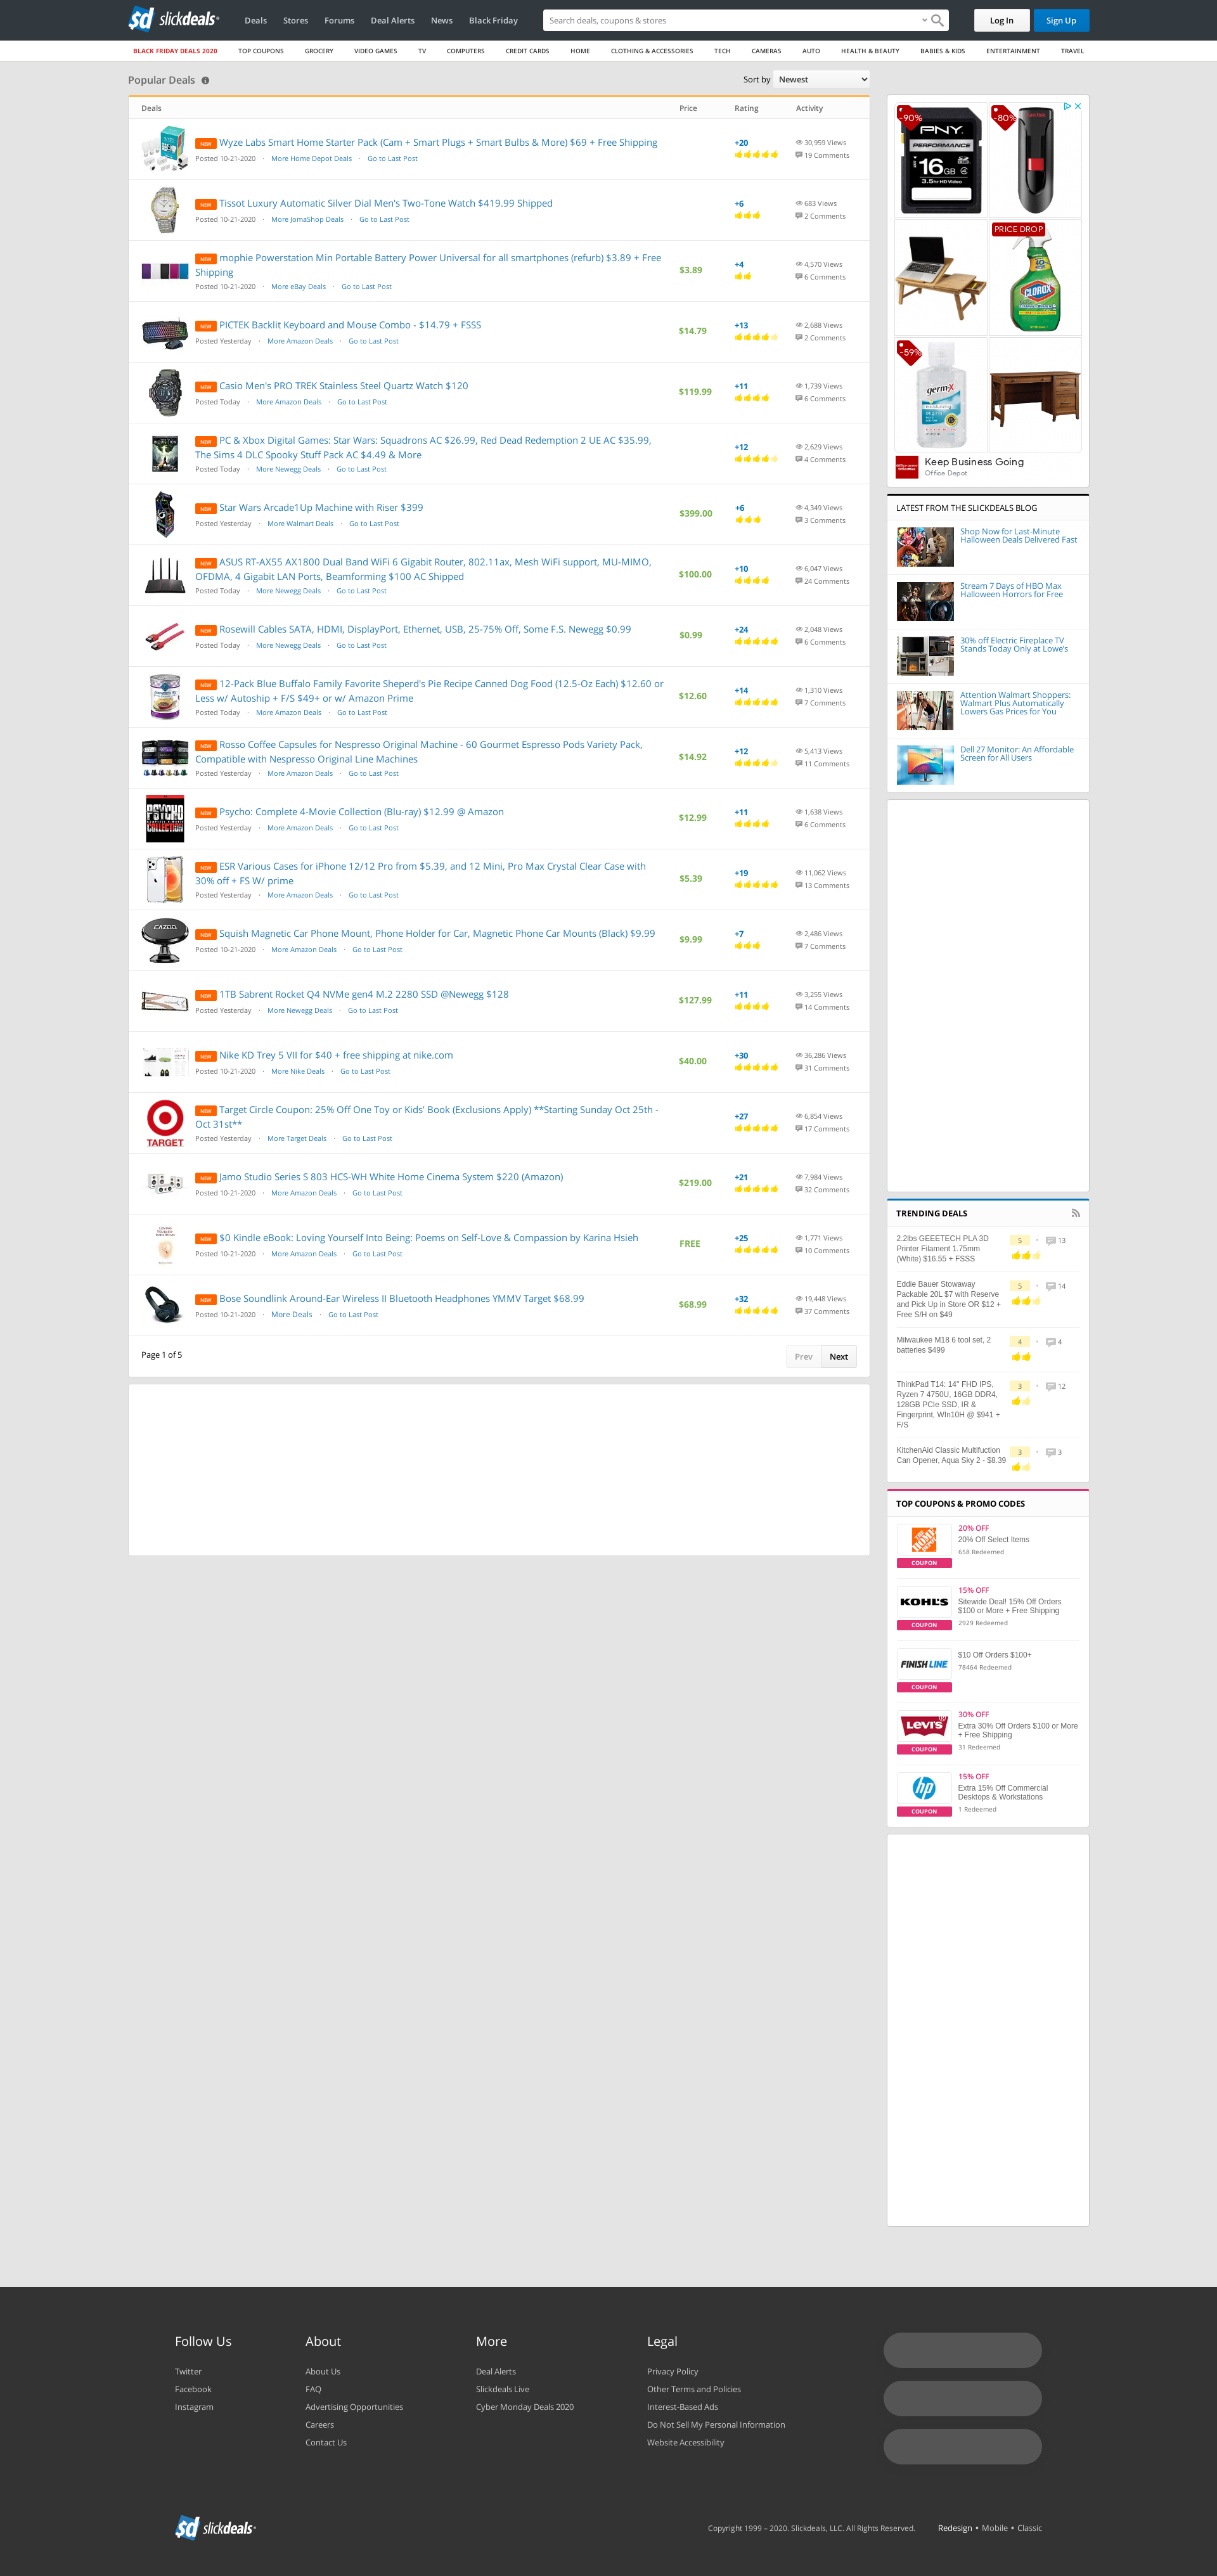 sd slickdeals
Deals Stores Forums Deal Alerts News Black Friday
Search deals, coupons & stores
Log In Sign Up
BLACK FRIDAY DEALS 2020 TOP COUPONS GROCERY VIDEO GAMES TV COMPUTERS CREDIT CARDS HOME CLOTHING & ACCESSORIES TECH CAMERAS AUTO HEALTH & BEAUTY BABIES & KIDS ENTERTAINMENT TRAVEL
Popular Deals
Sort by Newest
Deals Price Rating Activity
NEW Wyze Labs Smart Home Starter Pack (Cam + Smart Plugs + Smart Bulbs & More) $69 + Free Shipping
Posted 10-21-2020 · More Home Depot Deals · Go to Last Post
+20
30,959 Views
19 Comments
NEW Tissot Luxury Automatic Silver Dial Men's Two-Tone Watch $419.99 Shipped
Posted 10-21-2020 · More JomaShop Deals · Go to Last Post
+6
683 Views
2 Comments
NEW mophie Powerstation Min Portable Battery Power Universal for all smartphones (refurb) $3.89 + Free
Shipping
Posted 10-21-2020 · More eBay Deals · Go to Last Post
$3.89
+4
4,570 Views
6 Comments
NEW PICTEK Backlit Keyboard and Mouse Combo - $14.79 + FSSS
Posted Yesterday · More Amazon Deals · Go to Last Post
$14.79
+13
2,688 Views
2 Comments
NEW Casio Men's PRO TREK Stainless Steel Quartz Watch $120
Posted Today · More Amazon Deals · Go to Last Post
$119.99
+11
1,739 Views
6 Comments
NEW PC & Xbox Digital Games: Star Wars: Squadrons AC $26.99, Red Dead Redemption 2 UE AC $35.99,
The Sims 4 DLC Spooky Stuff Pack AC $4.49 & More
Posted Today · More Newegg Deals · Go to Last Post
+12
2,629 Views
4 Comments
NEW Star Wars Arcade1Up Machine with Riser $399
Posted Yesterday · More Walmart Deals · Go to Last Post
$399.00
+6
4,349 Views
3 Comments
NEW ASUS RT-AX55 AX1800 Dual Band WiFi 6 Gigabit Router, 802.11ax, Mesh WiFi support, MU-MIMO,
OFDMA, 4 Gigabit LAN Ports, Beamforming $100 AC Shipped
Posted Today · More Newegg Deals · Go to Last Post
$100.00
+10
6,047 Views
24 Comments
NEW Rosewill Cables SATA, HDMI, DisplayPort, Ethernet, USB, 25-75% Off, Some F.S. Newegg $0.99
Posted Today · More Newegg Deals · Go to Last Post
$0.99
+24
2,048 Views
6 Comments
NEW 12-Pack Blue Buffalo Family Favorite Sheperd's Pie Recipe Canned Dog Food (12.5-Oz Each) $12.60 or
Less w/ Autoship + F/S $49+ or w/ Amazon Prime
Posted Today · More Amazon Deals · Go to Last Post
$12.60
+14
1,310 Views
7 Comments
NEW Rosso Coffee Capsules for Nespresso Original Machine - 60 Gourmet Espresso Pods Variety Pack,
Compatible with Nespresso Original Line Machines
Posted Yesterday · More Amazon Deals · Go to Last Post
$14.92
+12
5,413 Views
11 Comments
PSYCHO
COLLECTION
NEW Psycho: Complete 4-Movie Collection (Blu-ray) $12.99 @ Amazon
Posted Yesterday · More Amazon Deals · Go to Last Post
$12.99
+11
1,638 Views
6 Comments
NEW ESR Various Cases for iPhone 12/12 Pro from $5.39, and 12 Mini, Pro Max Crystal Clear Case with
30% off + FS W/ prime
Posted Yesterday · More Amazon Deals · Go to Last Post
$5.39
+19
11,062 Views
13 Comments
NEW Squish Magnetic Car Phone Mount, Phone Holder for Car, Magnetic Phone Car Mounts (Black) $9.99
Posted 10-21-2020 · More Amazon Deals · Go to Last Post
$9.99
+7
2,486 Views
7 Comments
NEW 1TB Sabrent Rocket Q4 NVMe gen4 M.2 2280 SSD @Newegg $128
Posted Yesterday · More Newegg Deals · Go to Last Post
$127.99
+11
3,255 Views
14 Comments
NEW Nike KD Trey 5 VII for $40 + free shipping at nike.com
Posted 10-21-2020 · More Nike Deals · Go to Last Post
$40.00
+30
36,286 Views
31 Comments
TARGET
NEW Target Circle Coupon: 25% Off One Toy or Kids' Book (Exclusions Apply) **Starting Sunday Oct 25th -
Oct 31st**
Posted Yesterday · More Target Deals · Go to Last Post
+27
6,854 Views
17 Comments
NEW Jamo Studio Series S 803 HCS-WH White Home Cinema System $220 (Amazon)
Posted 10-21-2020 · More Amazon Deals · Go to Last Post
$219.00
+21
7,984 Views
32 Comments
NEW $0 Kindle eBook: Loving Yourself Into Being: Poems on Self-Love & Compassion by Karina Hsieh
Posted 10-21-2020 · More Amazon Deals · Go to Last Post
FREE
+25
1,771 Views
10 Comments
NEW Bose Soundlink Around-Ear Wireless II Bluetooth Headphones YMMV Target $68.99
Posted 10-21-2020 · More Deals · Go to Last Post
$68.99
+32
19,448 Views
37 Comments
Page 1 of 5
Prev Next
-90%
PNY
PERFORMANCE
16 GB
3.5hr HD Video
-80%
PRICE DROP
CLOROX
-59%
germ-X
Keep Business Going
Office Depot
LATEST FROM THE SLICKDEALS BLOG
Shop Now for Last-Minute
Halloween Deals Delivered Fast
Stream 7 Days of HBO Max
Halloween Horrors for Free
30% off Electric Fireplace TV
Stands Today Only at Lowe's
Attention Walmart Shoppers:
Walmart Plus Automatically
Lowers Gas Prices for You
Dell 27 Monitor: An Affordable
Screen for All Users
TRENDING DEALS
2.2lbs GEEETECH PLA 3D
Printer Filament 1.75mm
(White) $16.55 + FSSS
5 • 13
Eddie Bauer Stowaway
Packable 20L $7 with Reserve
and Pick Up in Store OR $12 +
Free S/H on $49
5 • 14
Milwaukee M18 6 tool set, 2
batteries $499
4 • 4
ThinkPad T14: 14" FHD IPS,
Ryzen 7 4750U, 16GB DDR4,
128GB PCIe SSD, IR &
Fingerprint, WIn10H @ $941 +
F/S
3 • 12
KitchenAid Classic Multifuction
Can Opener, Aqua Sky 2 - $8.39
3 • 3
TOP COUPONS & PROMO CODES
COUPON
20% OFF
20% Off Select Items
658 Redeemed
KOHL'S
COUPON
15% OFF
Sitewide Deal! 15% Off Orders
$100 or More + Free Shipping
2929 Redeemed
FINISH LINE
COUPON
$10 Off Orders $100+
78464 Redeemed
LEVI'S
COUPON
30% OFF
Extra 30% Off Orders $100 or More
+ Free Shipping
31 Redeemed
hp
COUPON
15% OFF
Extra 15% Off Commercial
Desktops & Workstations
1 Redeemed
Follow Us
Twitter
Facebook
Instagram
About
About Us
FAQ
Advertising Opportunities
Careers
Contact Us
More
Deal Alerts
Slickdeals Live
Cyber Monday Deals 2020
Legal
Privacy Policy
Other Terms and Policies
Interest-Based Ads
Do Not Sell My Personal Information
Website Accessibility
sd slickdeals
Copyright 1999 – 2020. Slickdeals, LLC. All Rights Reserved.
Redesign • Mobile • Classic